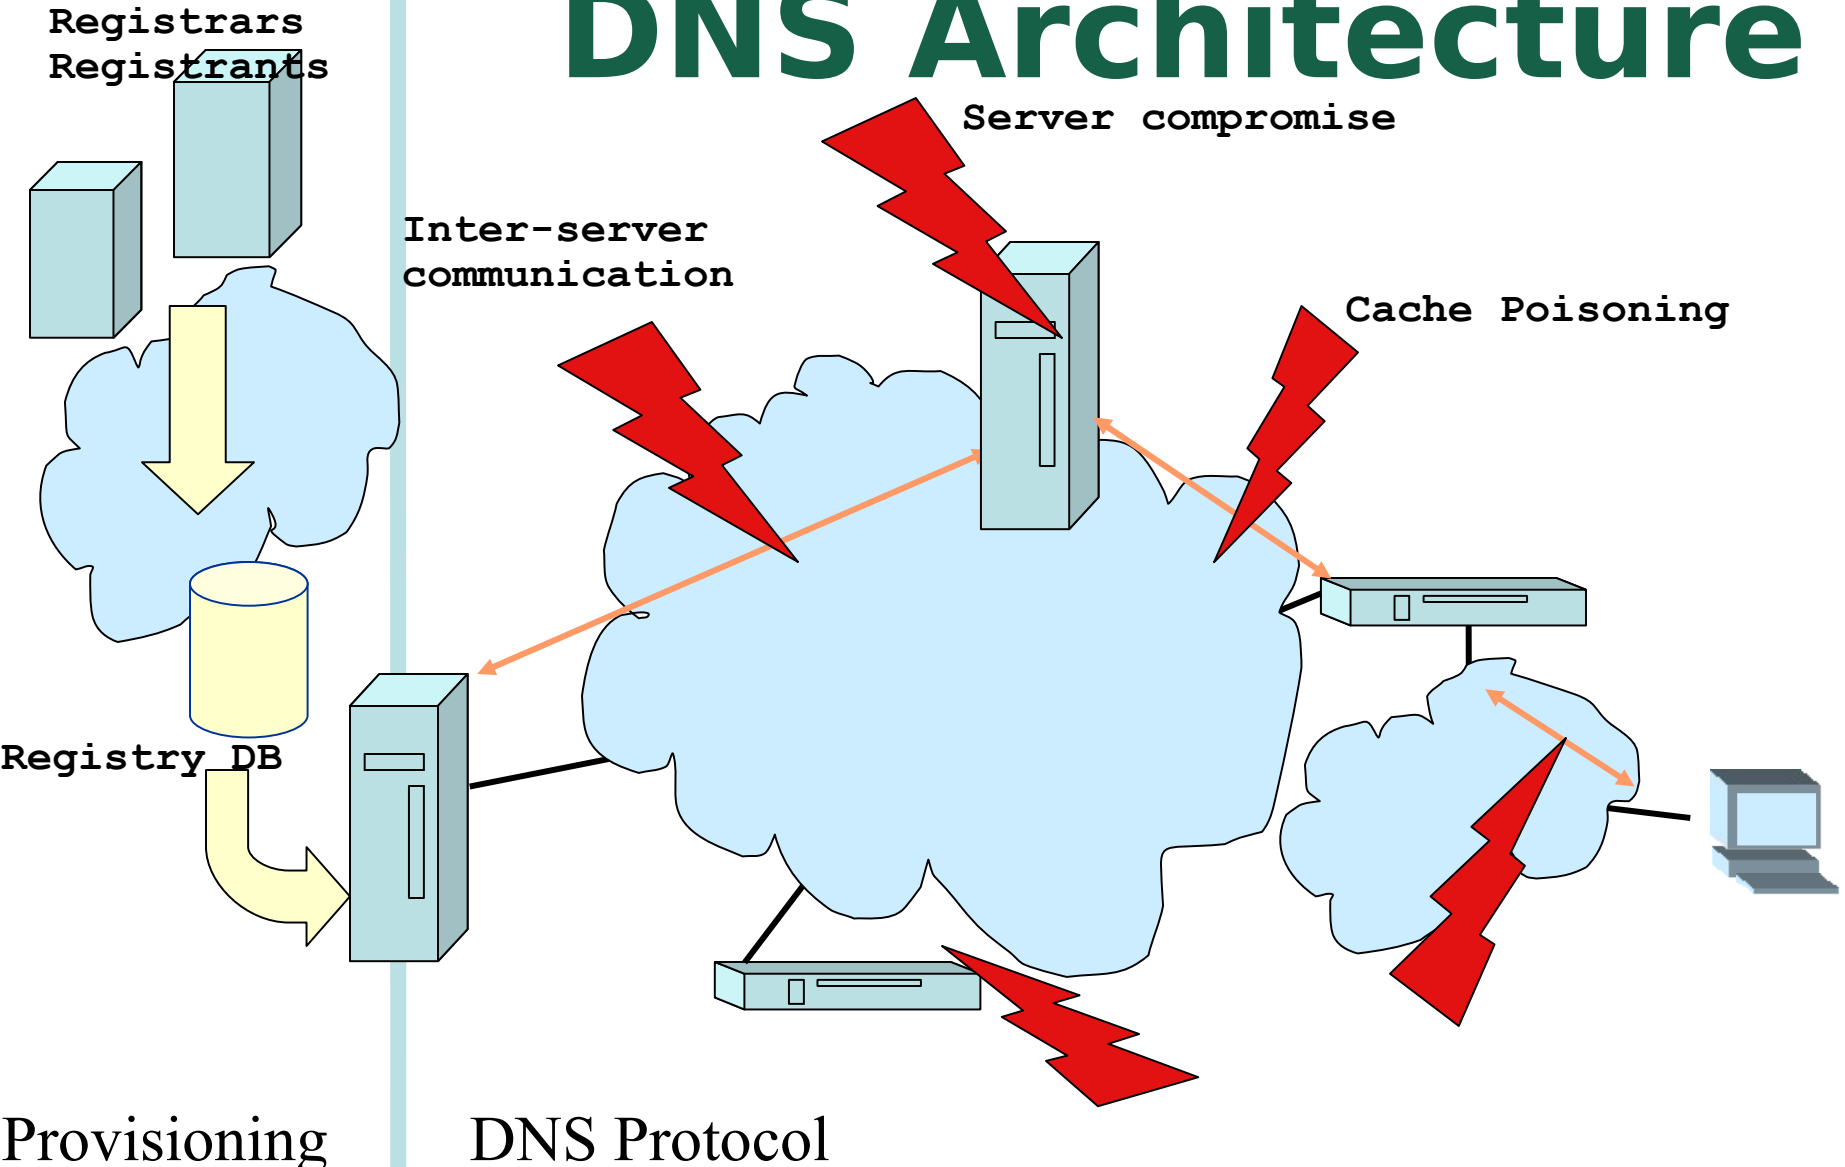 DNS Architecture
Registrars
Registrants
Server compromise
Inter-server
communication
Cache Poisoning
Registry DB
Provisioning
DNS Protocol